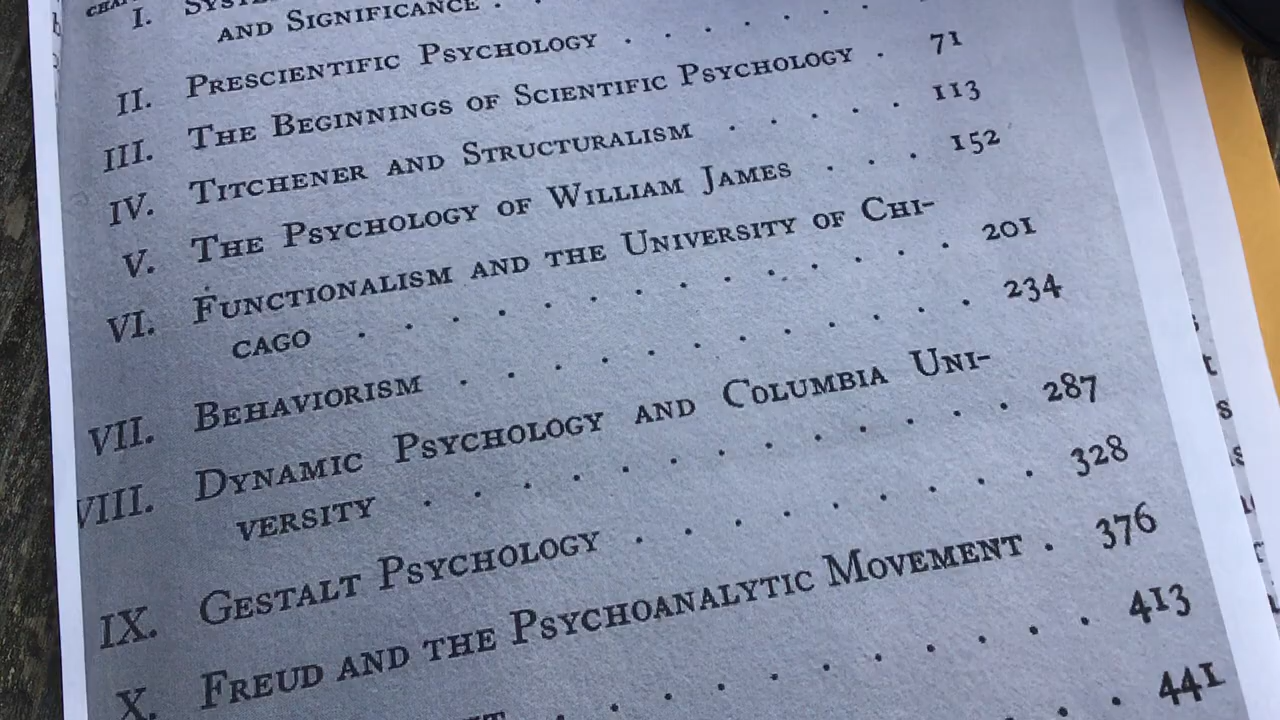 I.
AND SIGNIFICANCE .
II. PRESCIENTIFIC PSYCHOLOGY . . . . .
III. THE BEGINNINGS OF SCIENTIFIC PSYCHOLOGY . 71
IV. TITCHENER AND STRUCTURALISM . . . . . 113
V. THE PSYCHOLOGY OF WILLIAM JAMES . . . 152
VI. FUNCTIONALISM AND THE UNIVERSITY OF CHI-
CAGO . . . . . . . . . . . . . 201
VII. BEHAVIORISM . . . . . . . . . . . 234
VIII. DYNAMIC PSYCHOLOGY AND COLUMBIA UNI-
VERSITY . . . . . . . . . . . . 287
IX. GESTALT PSYCHOLOGY . . . . . . . . 328
X. FREUD AND THE PSYCHOANALYTIC MOVEMENT . 376
. . . . . . . . . 413
. . 441